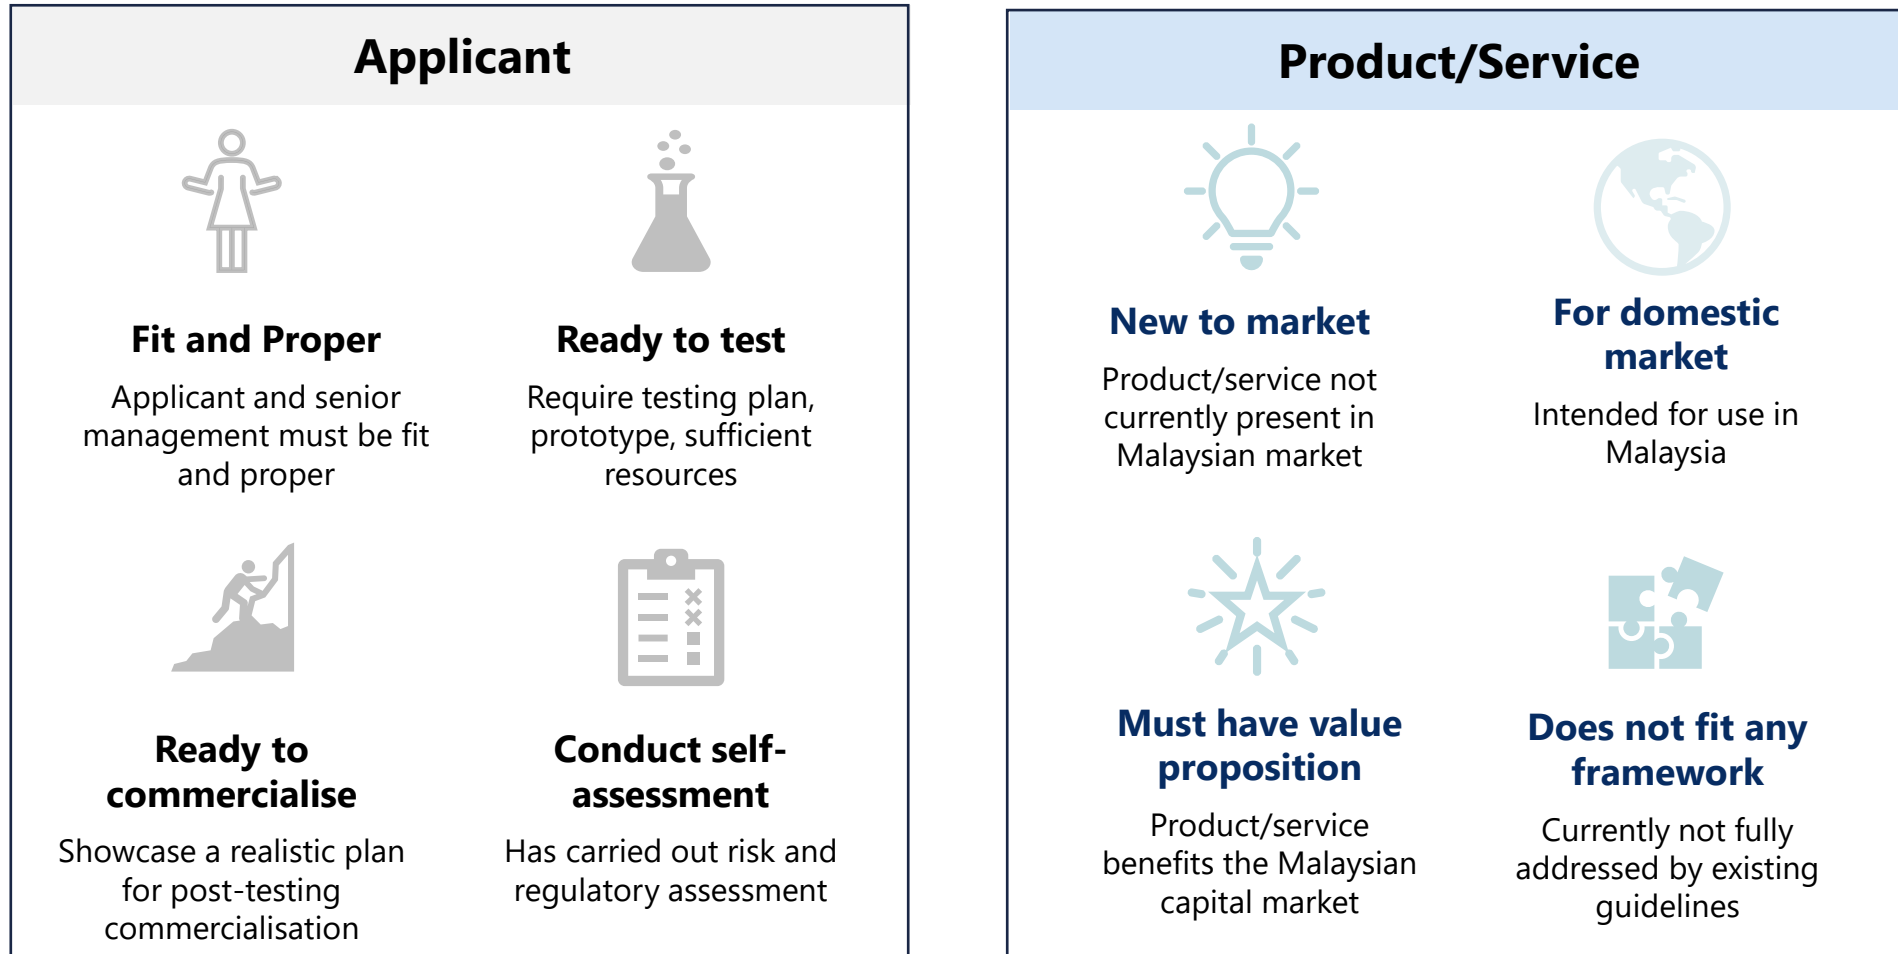 Applicant
Fit and Proper
Applicant and senior
management must be fit
and proper
Ready to test
Require testing plan,
prototype, sufficient
resources
Ready to
commercialise
Showcase a realistic plan
for post-testing
commercialisation
Conduct self-
assessment
Has carried out risk and
regulatory assessment
Product/Service
New to market
Product/service not
currently present in
Malaysian market
For domestic
market
Intended for use in
Malaysia
Must have value
proposition
Product/service
benefits the Malaysian
capital market
Does not fit any
framework
Currently not fully
addressed by existing
guidelines